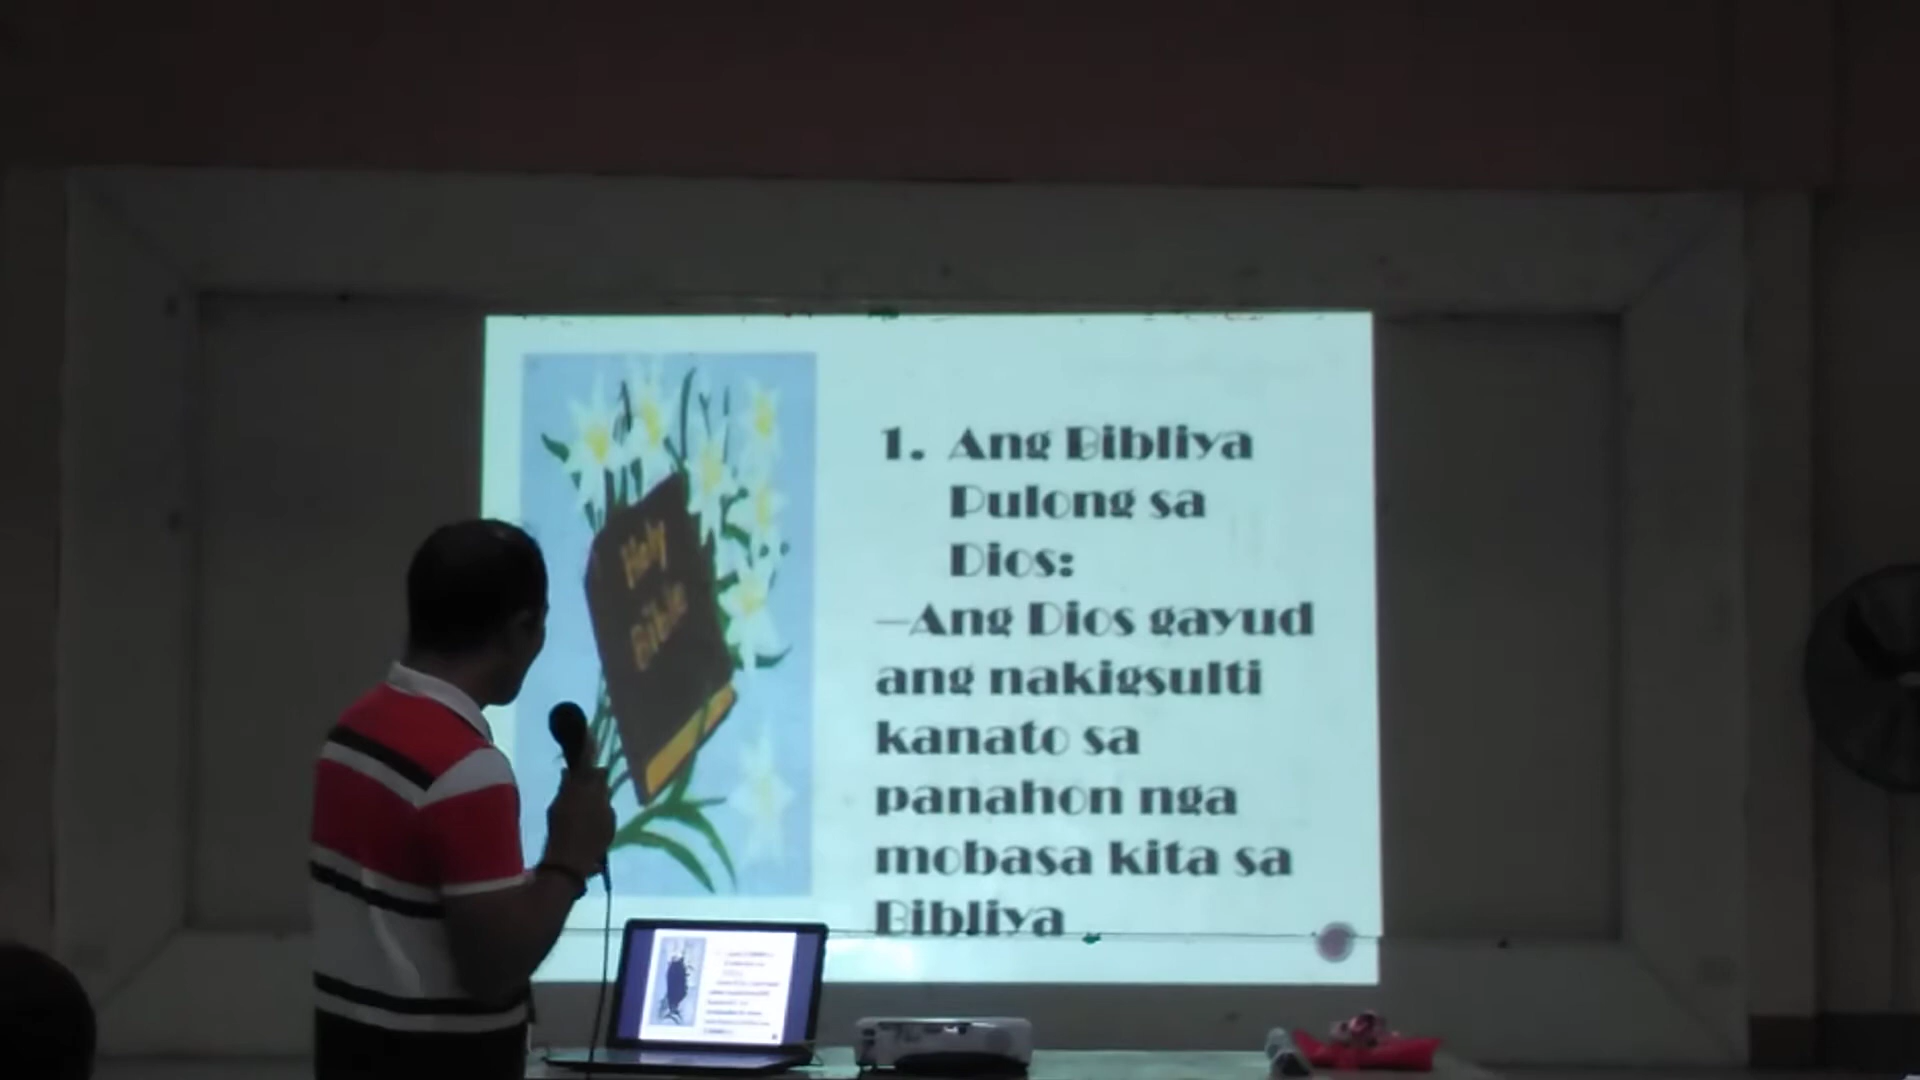 Holy
Bible
1. Ang Bibliya
Pulong sa
Dios:
—Ang Dios gayud
ang nakigsulti
kanato sa
panahon nga
mobasa kita sa
Bibliya